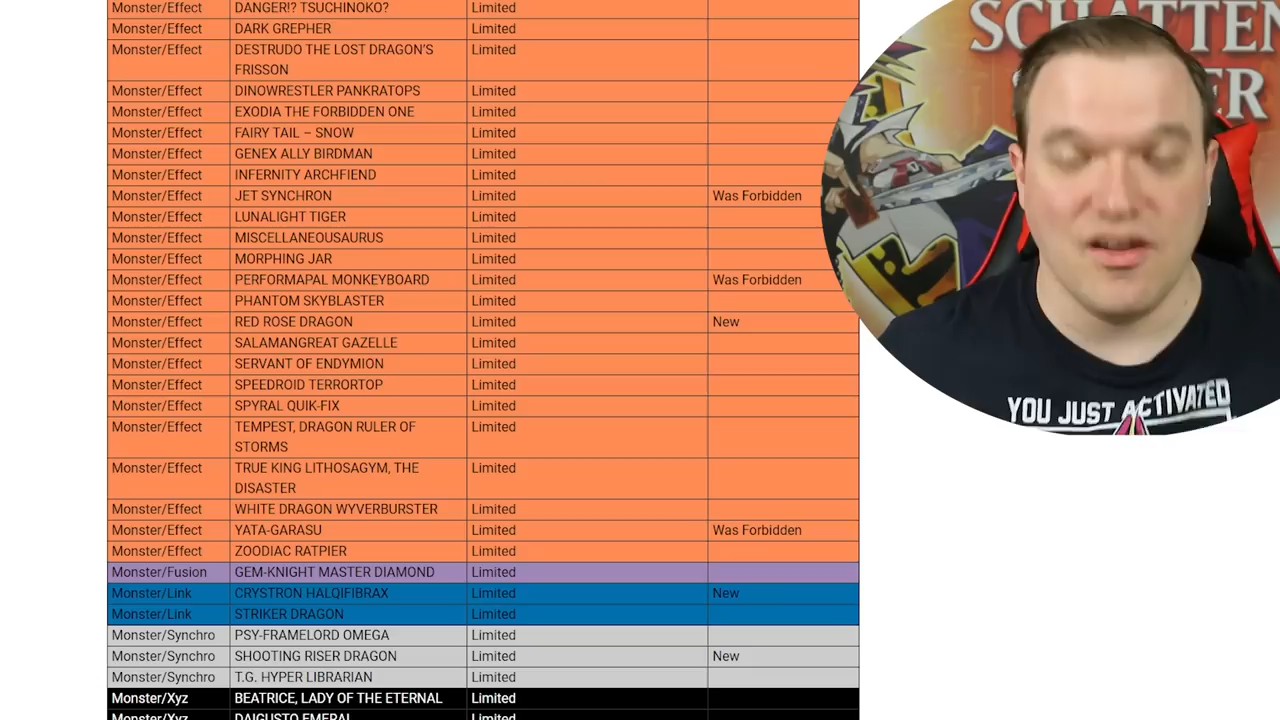 Monster/Effect DANGER!? TSUCHINOKO? Limited
Monster/Effect DARK GREPHER Limited
Monster/Effect DESTRUDO THE LOST DRAGON'S Limited
FRISSON
Monster/Effect DINOWRESTLER PANKRATOPS Limited
Monster/Effect EXODIA THE FORBIDDEN ONE Limited
Monster/Effect FAIRY TAIL – SNOW Limited
Monster/Effect GENEX ALLY BIRDMAN Limited
Monster/Effect INFERNITY ARCHFIEND Limited
Monster/Effect JET SYNCHRON Limited Was Forbidden
Monster/Effect LUNALIGHT TIGER Limited
Monster/Effect MISCELLANEOUSAURUS Limited
Monster/Effect MORPHING JAR Limited
Monster/Effect PERFORMAPAL MONKEYBOARD Limited Was Forbidden
Monster/Effect PHANTOM SKYBLASTER Limited
Monster/Effect RED ROSE DRAGON Limited New
Monster/Effect SALAMANGREAT GAZELLE Limited
Monster/Effect SERVANT OF ENDYMION Limited
Monster/Effect SPEEDROID TERRORTOP Limited
Monster/Effect SPYRAL QUIK-FIX Limited
Monster/Effect TEMPEST, DRAGON RULER OF Limited
STORMS
Monster/Effect TRUE KING LITHOSAGYM, THE Limited
DISASTER
Monster/Effect WHITE DRAGON WYVERBURSTER Limited
Monster/Effect YATA-GARASU Limited Was Forbidden
Monster/Effect ZOODIAC RATPIER Limited
Monster/Fusion GEM-KNIGHT MASTER DIAMOND Limited
Monster/Link CRYSTRON HALQIFIBRAX Limited New
Monster/Link STRIKER DRAGON Limited
Monster/Synchro PSY-FRAMELORD OMEGA Limited
Monster/Synchro SHOOTING RISER DRAGON Limited New
Monster/Synchro T.G. HYPER LIBRARIAN Limited
Monster/Xyz BEATRICE, LADY OF THE ETERNAL Limited
Monster/Xyz DAIGUSTO EMERAL Limited
SCHATTEN
ER
YOU JUST ACTIVATED